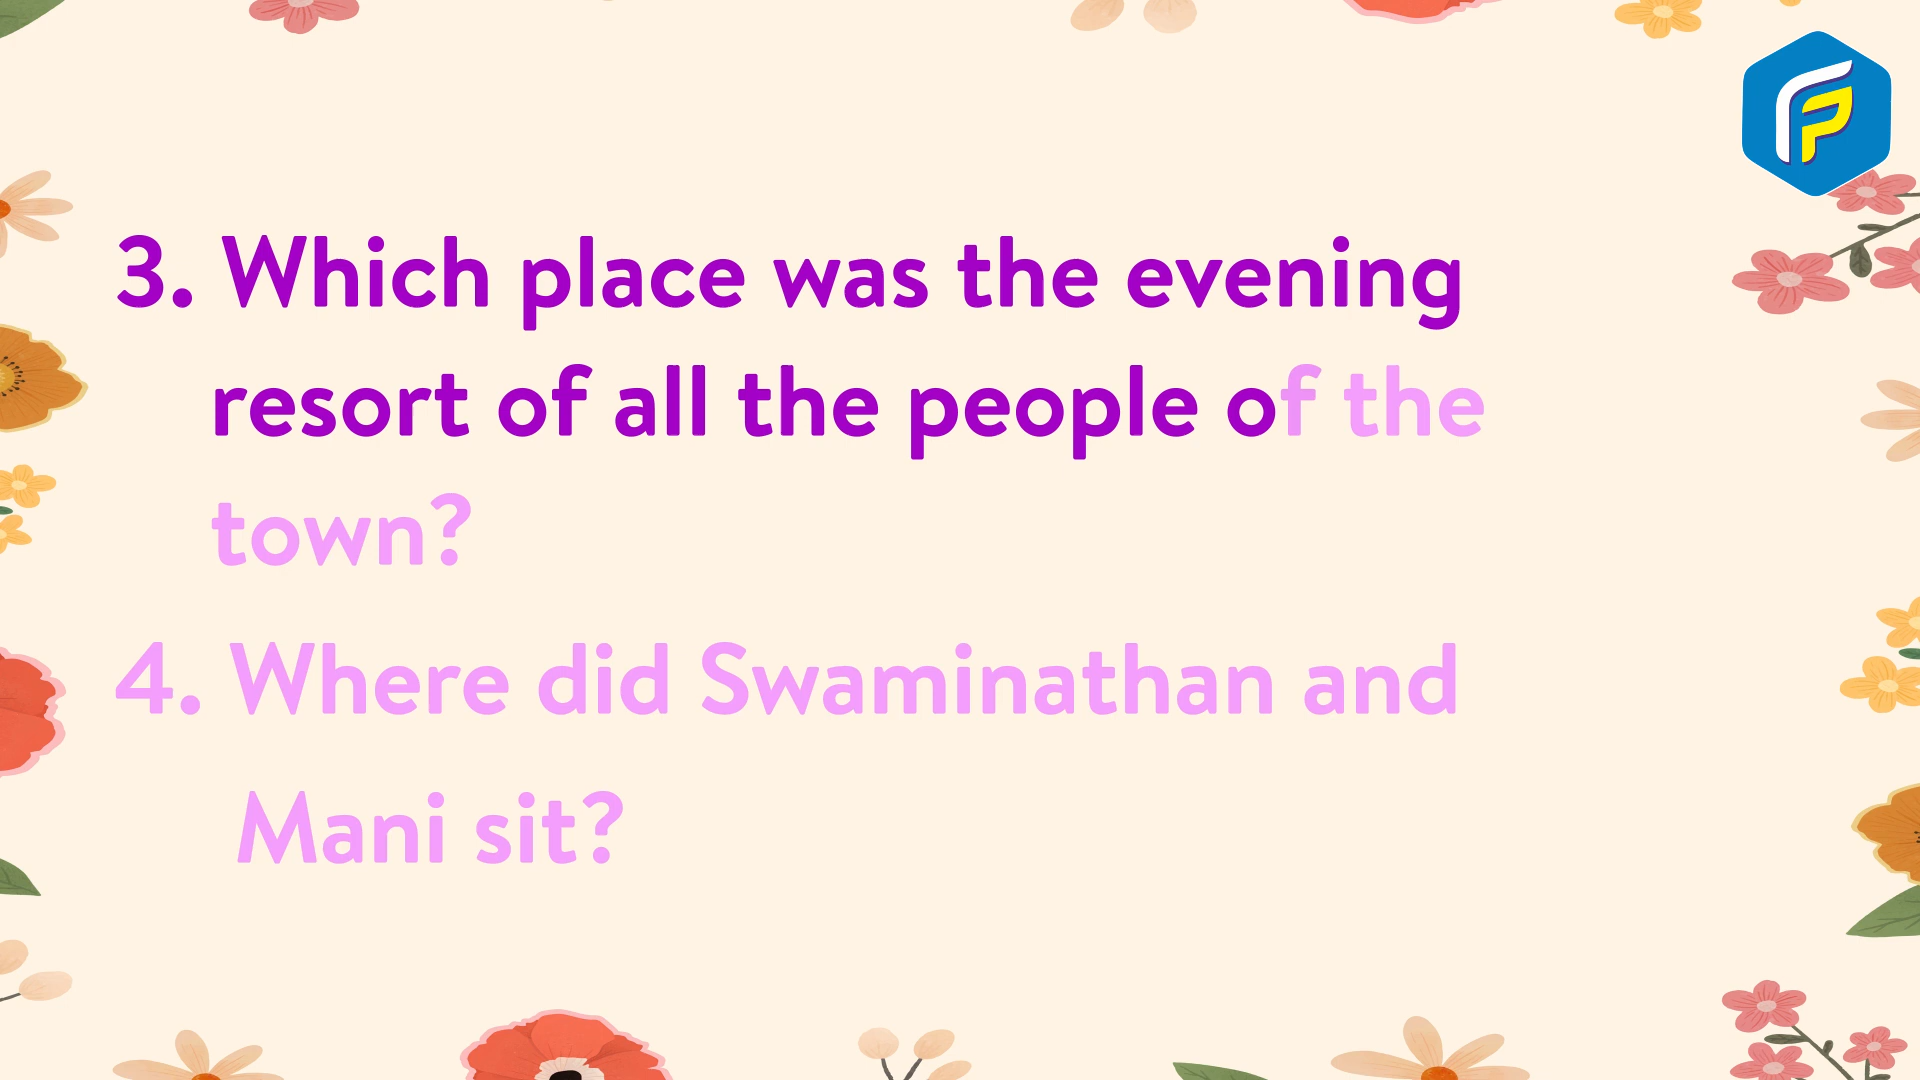 3. Which place was the evening
resort of all the people of the
town?
4. Where did Swaminathan and
Mani sit?